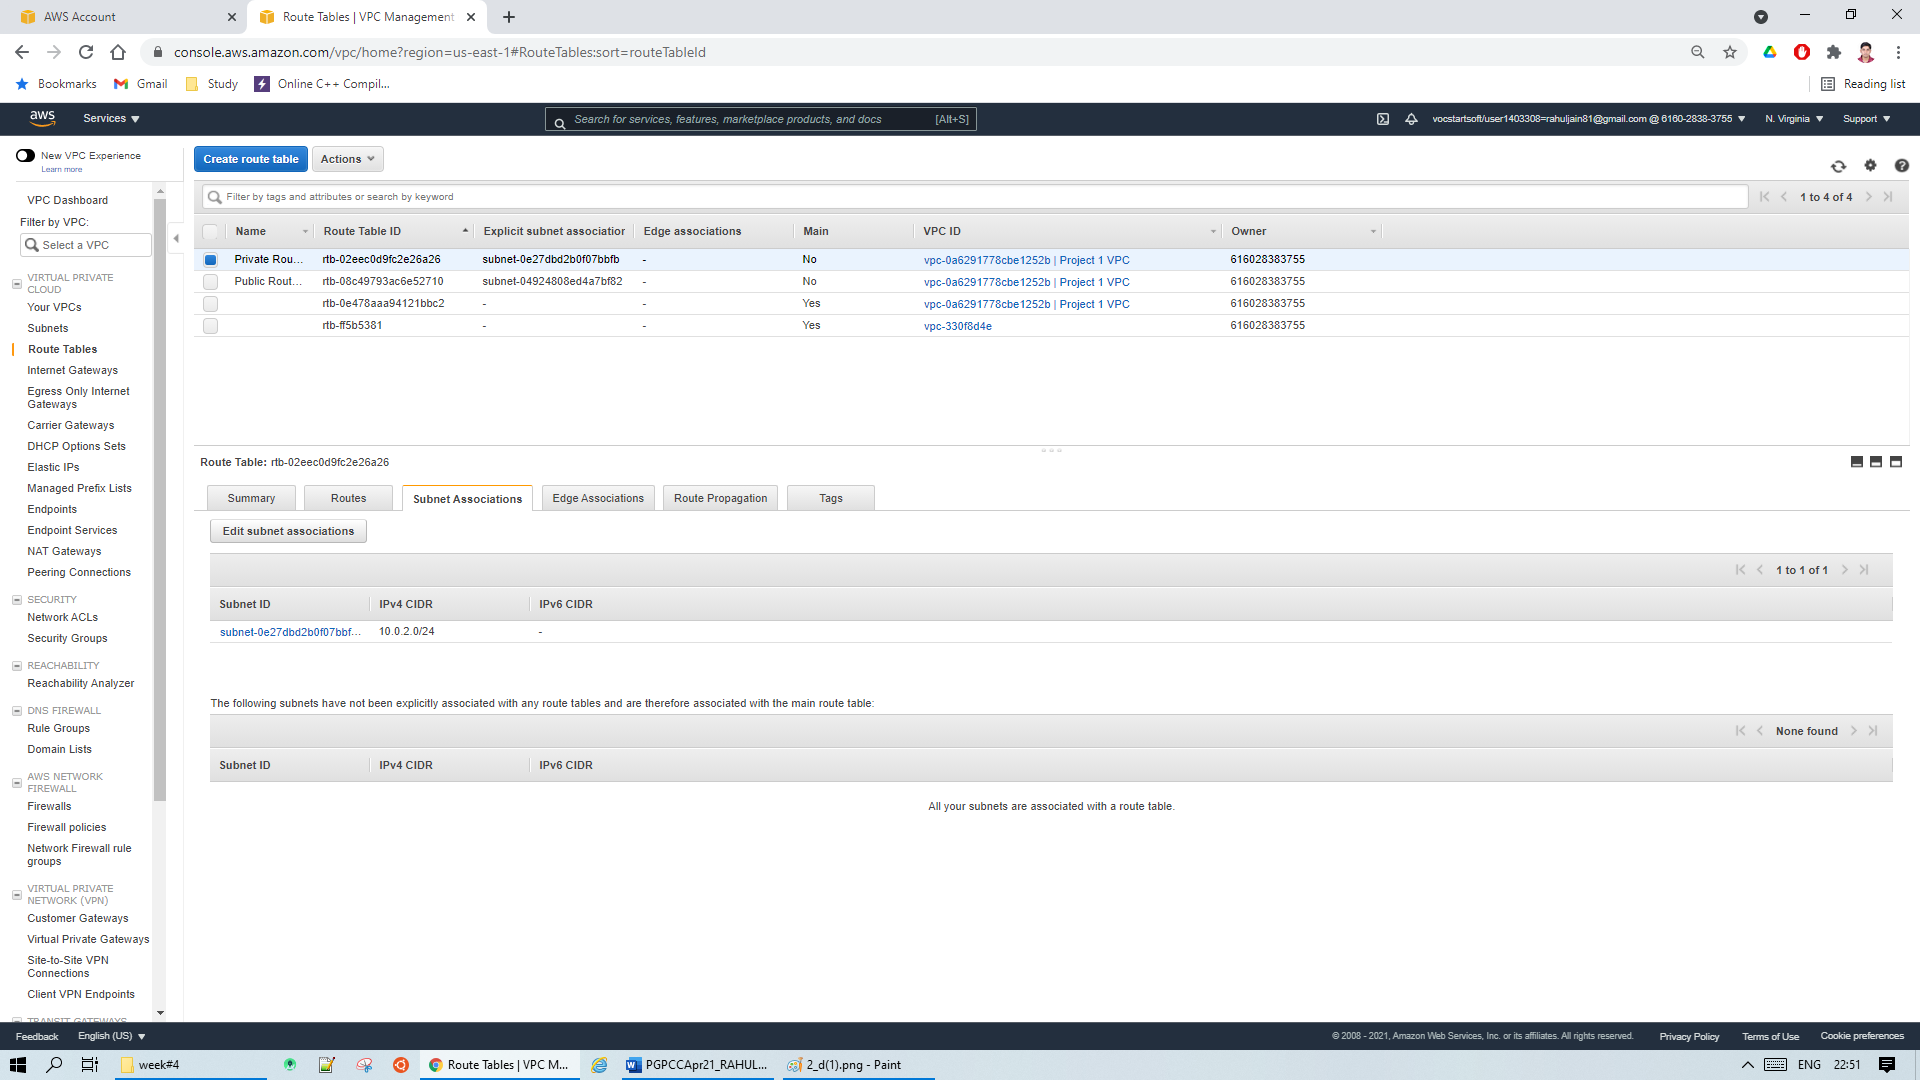 AWS Account
Route Tables | VPC Management
console.aws.amazon.com/vpc/home?region=us-east-1#RouteTables:sort=routeTableId
Bookmarks
Gmail
Study
Online C++ Compil...
Reading list
aws
Services
Search for services, features, marketplace products, and docs
[Alt+S]
vocstartsoft/user1403308=rahuljain81@gmail.com @ 6160-2838-3755
N. Virginia
Support
New VPC Experience
Learn more
VPC Dashboard
Filter by VPC:
Select a VPC
VIRTUAL PRIVATE
CLOUD
Your VPCs
Subnets
Route Tables
Internet Gateways
Egress Only Internet
Gateways
Carrier Gateways
DHCP Options Sets
Elastic IPs
Managed Prefix Lists
Endpoints
Endpoint Services
NAT Gateways
Peering Connections
SECURITY
Network ACLs
Security Groups
REACHABILITY
Reachability Analyzer
DNS FIREWALL
Rule Groups
Domain Lists
AWS NETWORK
FIREWALL
Firewalls
Firewall policies
Network Firewall rule
groups
VIRTUAL PRIVATE
NETWORK (VPN)
Customer Gateways
Virtual Private Gateways
Site-to-Site VPN
Connections
Client VPN Endpoints
TRANSIT GATEWAYS
Create route table
Actions
Filter by tags and attributes or search by keyword
1 to 4 of 4
Name Route Table ID Explicit subnet association Edge associations Main VPC ID Owner
Private Rou... rtb-02eec0d9fc2e26a26 subnet-0e27dbd2b0f07bbfb - No vpc-0a6291778cbe1252b | Project 1 VPC 616028383755
Public Rout... rtb-08c49793ac6e52710 subnet-04924808ed4a7bf82 - No vpc-0a6291778cbe1252b | Project 1 VPC 616028383755
rtb-0e478aaa94121bbc2 - - Yes vpc-0a6291778cbe1252b | Project 1 VPC 616028383755
rtb-ff5b5381 - - Yes vpc-330f8d4e 616028383755
Route Table: rtb-02eec0d9fc2e26a26
Summary
Routes
Subnet Associations
Edge Associations
Route Propagation
Tags
Edit subnet associations
1 to 1 of 1
Subnet ID IPv4 CIDR IPv6 CIDR
subnet-0e27dbd2b0f07bbf... 10.0.2.0/24 -
The following subnets have not been explicitly associated with any route tables and are therefore associated with the main route table:
None found
Subnet ID IPv4 CIDR IPv6 CIDR
All your subnets are associated with a route table.
Feedback
English (US)
© 2008 - 2021, Amazon Web Services, Inc. or its affiliates. All rights reserved.
Privacy Policy
Terms of Use
Cookie preferences
week#4
Route Tables | VPC M...
PGPCCApr21_RAHUL...
2_d(1).png - Paint
ENG
22:51